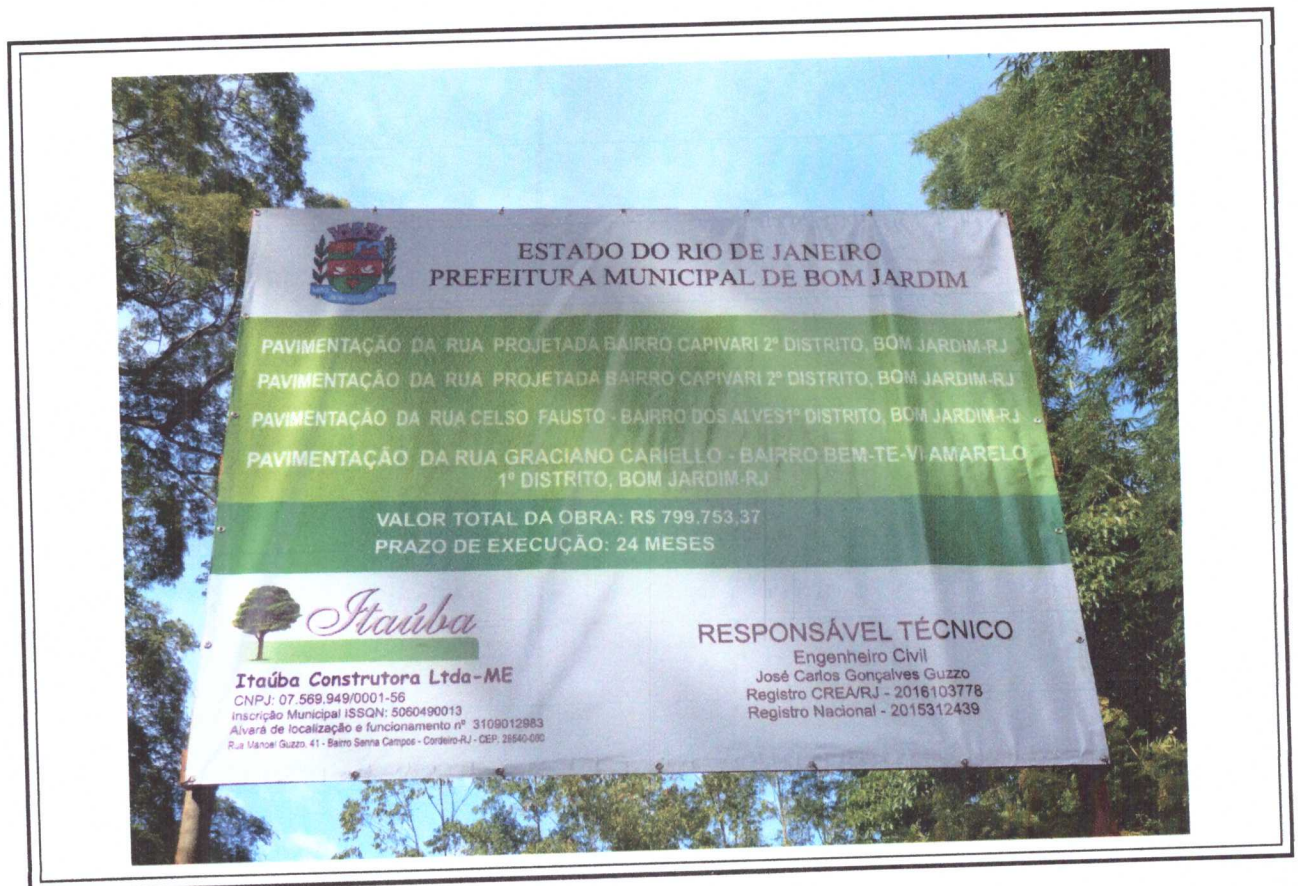 ESTADO DO RIO DE JANEIRO
PREFEITURA MUNICIPAL DE BOM JARDIM
PAVIMENTAÇÃO DA RUA PROJETADA BAIRRO CAPIVARI 2º DISTRITO, BOM JARDIM-RJ
PAVIMENTAÇÃO DA RUA PROJETADA BAIRRO CAPIVARI 2º DISTRITO, BOM JARDIM-RJ
PAVIMENTAÇÃO DA RUA CELSO FAUSTO - BAIRRO DOS ALVES1º DISTRITO, BOM JARDIM-RJ
PAVIMENTAÇÃO DA RUA GRACIANO CARIELLO - BAIRRO BEM-TE-VI AMARELO
1º DISTRITO, BOM JARDIM-RJ
VALOR TOTAL DA OBRA: R$ 799.753,37
PRAZO DE EXECUÇÃO: 24 MESES
Itaúba
Itaúba Construtora Ltda-ME
CNPJ: 07.569.949/0001-56
Inscrição Municipal ISSQN: 5060490013
Alvará de localização e funcionamento nº 3109012983
Rua Manoel Guzzo, 41 - Bairro Senna Campos - Cordeiro-RJ - CEP: 28540-000
RESPONSÁVEL TÉCNICO
Engenheiro Civil
José Carlos Gonçalves Guzzo
Registro CREA/RJ - 2016103778
Registro Nacional - 2015312439